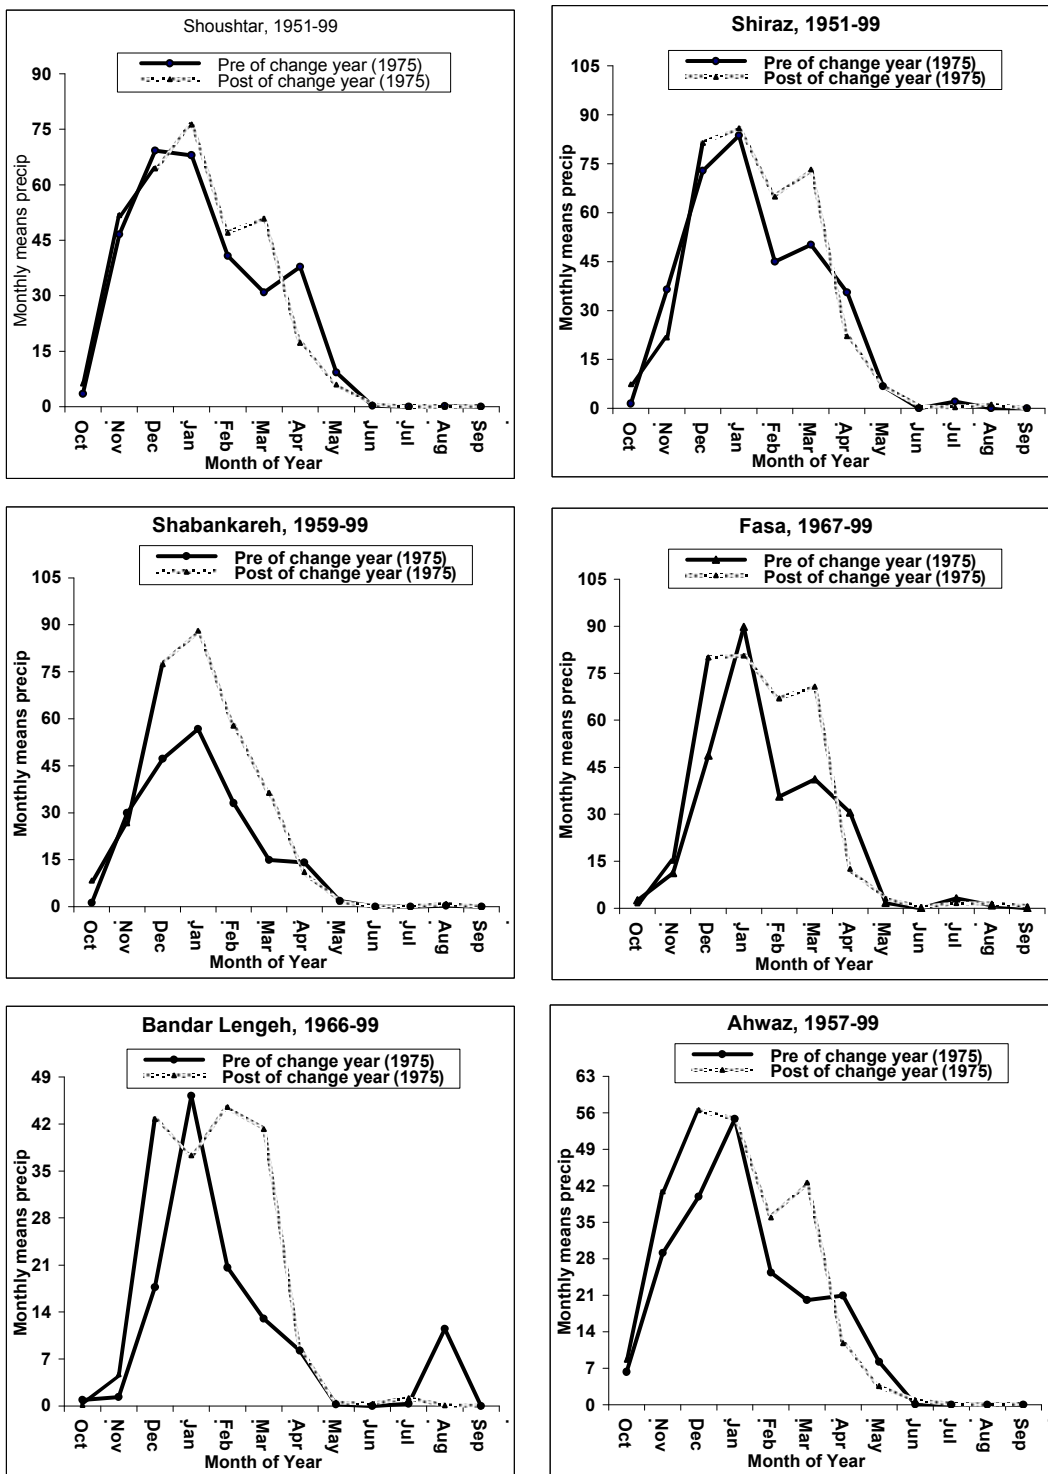 Shoushtar, 1951-99
Pre of change year (1975)
Post of change year (1975)
Monthly means precip
90
75
60
45
30
15
0
Oct
Nov
Dec
Jan
Feb
Mar
Apr
May
Jun
Jul
Aug
Sep
Month of Year
Shiraz, 1951-99
Pre of change year (1975)
Post of change year (1975)
Monthly means precip
105
90
75
60
45
30
15
0
Oct
Nov
Dec
Jan
Feb
Mar
Apr
May
Jun
Jul
Aug
Sep
Month of Year
Shabankareh, 1959-99
Pre of change year (1975)
Post of change year (1975)
Monthly means precip
105
90
75
60
45
30
15
0
Oct
Nov
Dec
Jan
Feb
Mar
Apr
May
Jun
Jul
Aug
Sep
Month of Year
Fasa, 1967-99
Pre of change year (1975)
Post of change year (1975)
Monthly means precip
105
90
75
60
45
30
15
0
Oct
Nov
Dec
Jan
Feb
Mar
Apr
May
Jun
Jul
Aug
Sep
Month of Year
Bandar Lengeh, 1966-99
Pre of change year (1975)
Post of change year (1975)
Monthly means precip
49
42
35
28
21
14
7
0
Oct
Nov
Dec
Jan
Feb
Mar
Apr
May
Jun
Jul
Aug
Sep
Month of Year
Ahwaz, 1957-99
Pre of change year (1975)
Post of change year (1975)
Monthly means precip
63
56
49
42
35
28
21
14
7
0
Oct
Nov
Dec
Jan
Feb
Mar
Apr
May
Jun
Jul
Aug
Sep
Month of Year